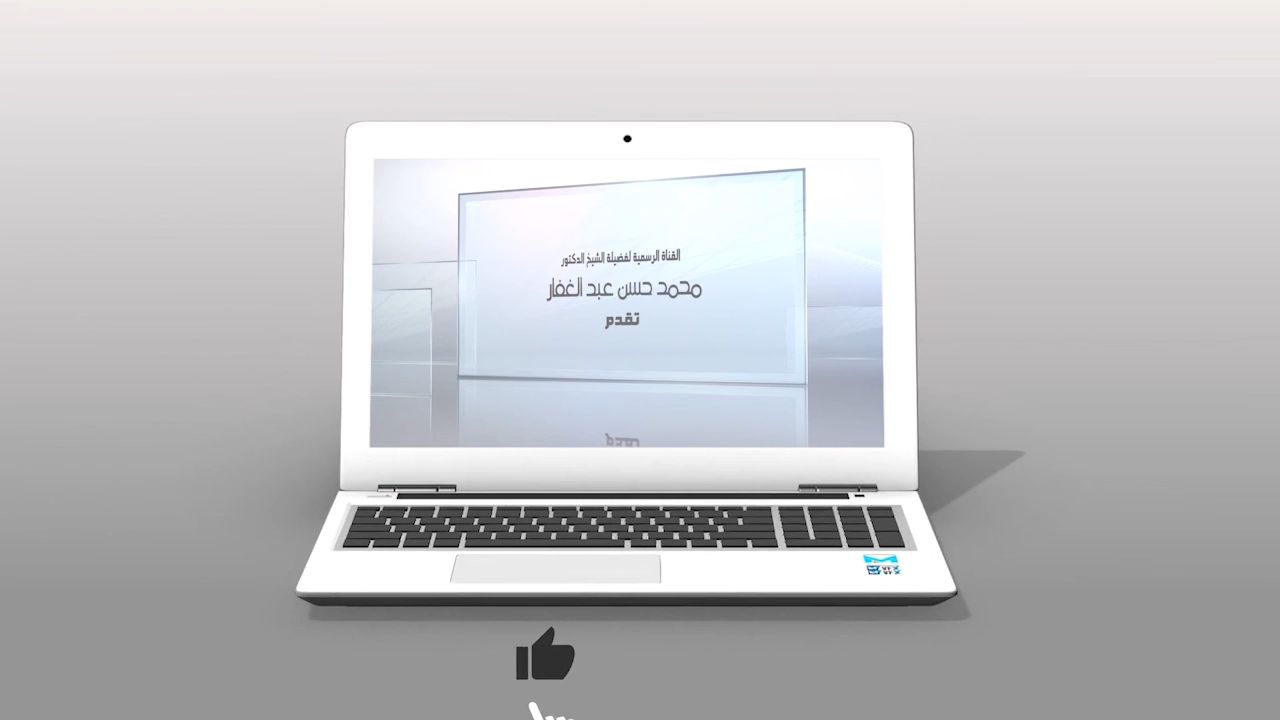 القناة الرسمية لفضيلة الشيخ الدكتور
محمد حسن عبد الغفار
تقدم